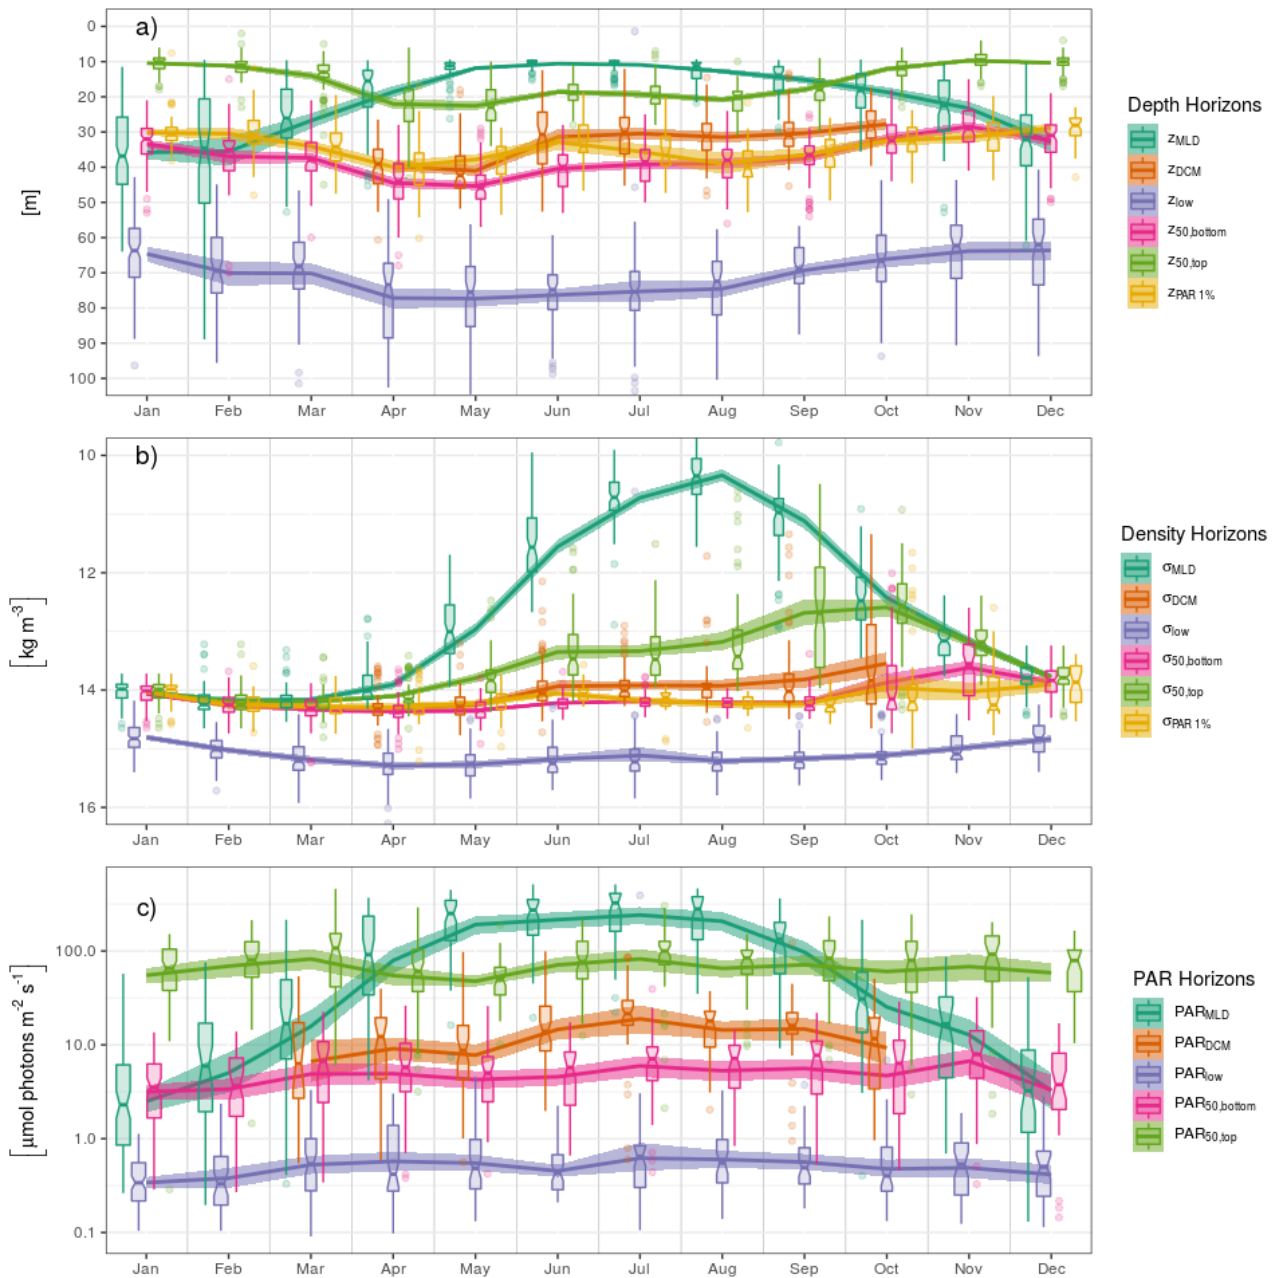 a)
0
10
20
30
40
50
60
70
80
90
100
[m]
Jan Feb Mar Apr May Jun Jul Aug Sep Oct Nov Dec
Depth Horizons
zMLD
zDCM
zlow
z50,bottom
z50,top
zPAR 1%
b)
10
12
14
16
[kg m-3]
Jan Feb Mar Apr May Jun Jul Aug Sep Oct Nov Dec
Density Horizons
σMLD
σDCM
σlow
σ50,bottom
σ50,top
σPAR 1%
c)
100.0
10.0
1.0
0.1
[μmol photons m-2 s-1]
Jan Feb Mar Apr May Jun Jul Aug Sep Oct Nov Dec
PAR Horizons
PARMLD
PARDCM
PARlow
PAR50,bottom
PAR50,top